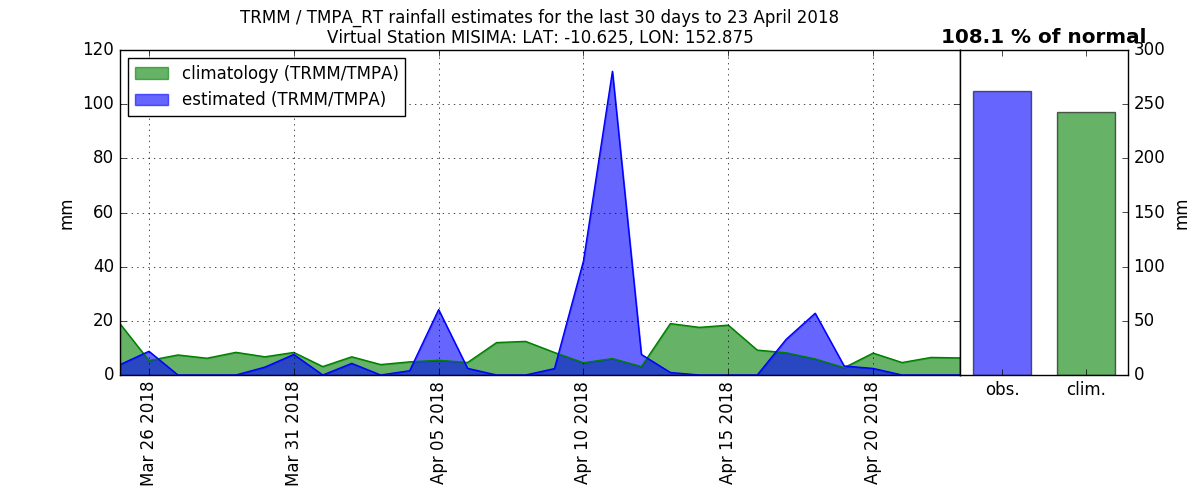 TRMM / TMPA_RT rainfall estimates for the last 30 days to 23 April 2018
Virtual Station MISIMA: LAT: -10.625, LON: 152.875
108.1 % of normal
climatology (TRMM/TMPA)
estimated (TRMM/TMPA)
120
100
80
60
40
20
0
mm
Mar 26 2018
Mar 31 2018
Apr 05 2018
Apr 10 2018
Apr 15 2018
Apr 20 2018
300
250
200
150
100
50
0
mm
obs.
clim.